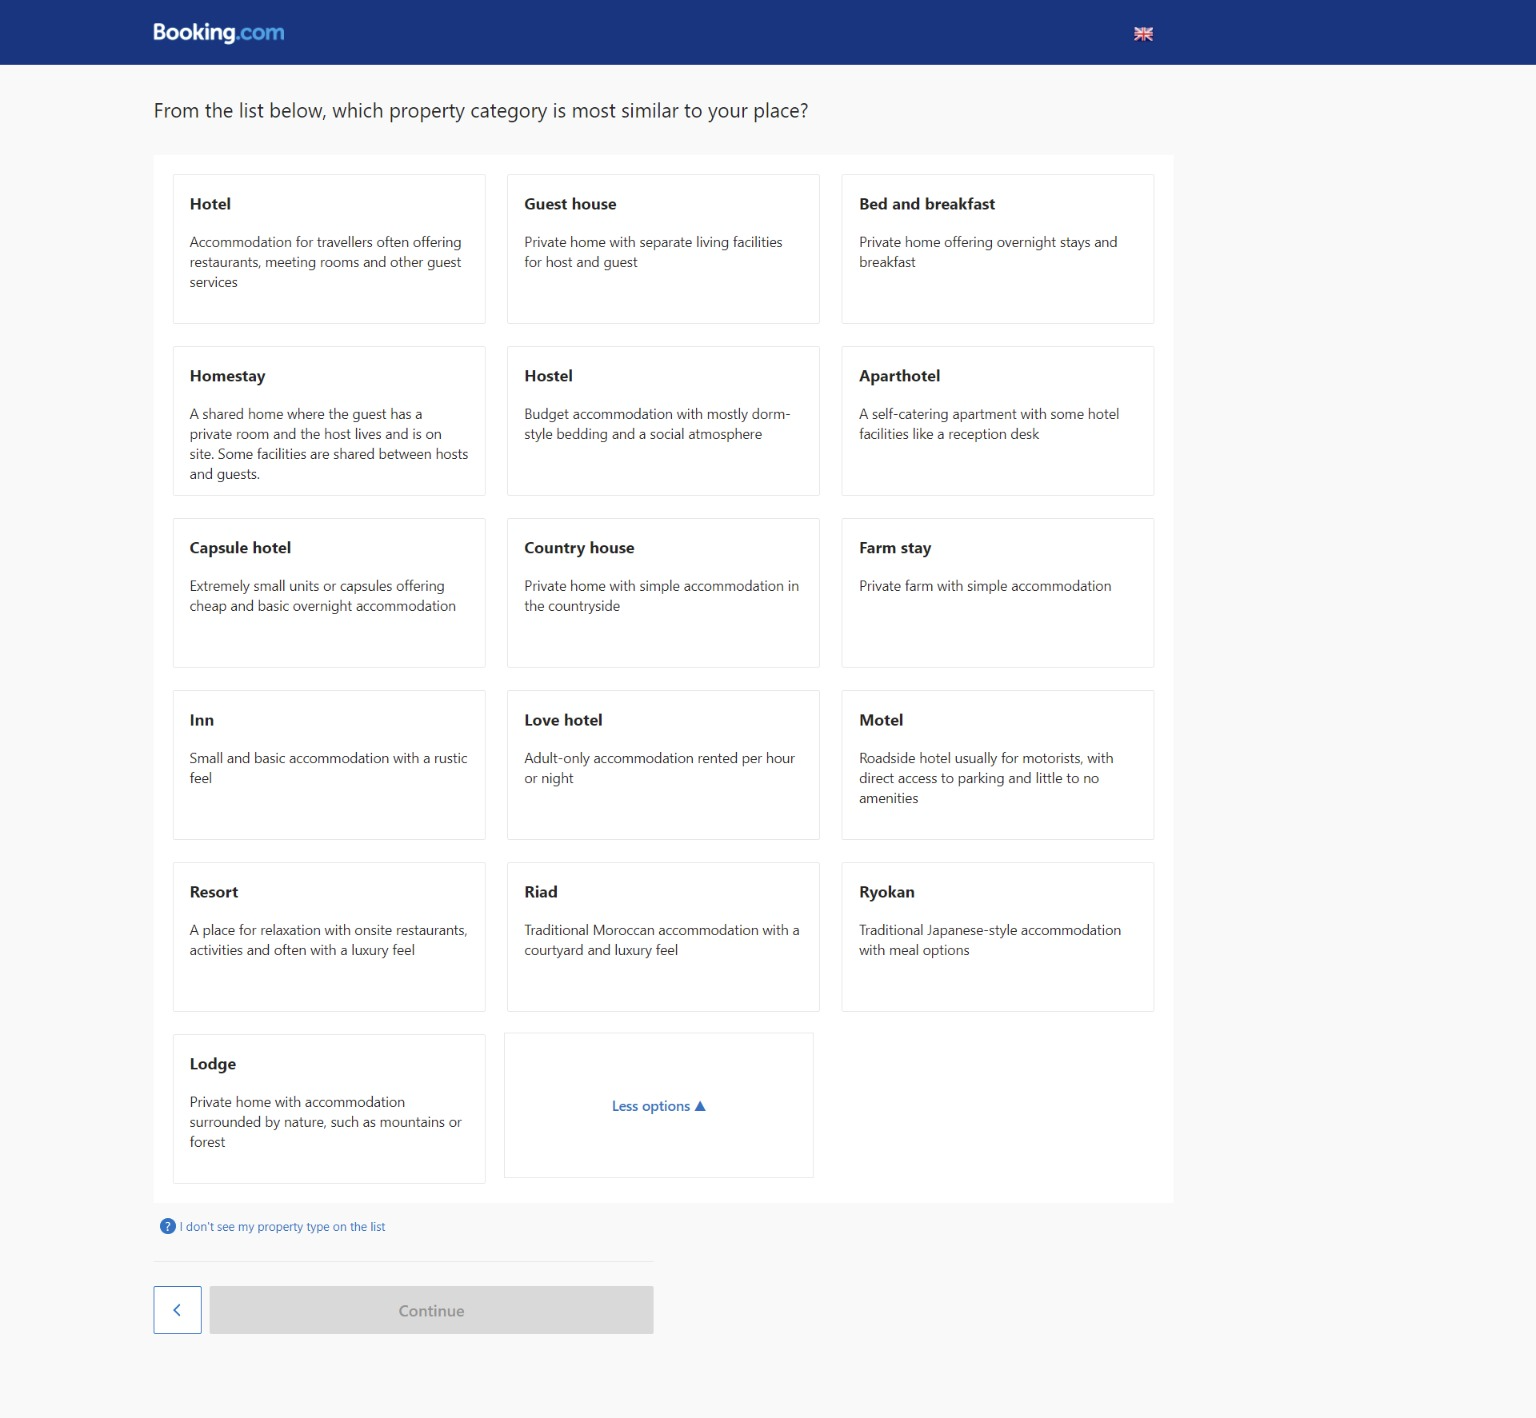 Booking.com
From the list below, which property category is most similar to your place?
Hotel
Accommodation for travellers often offering
restaurants, meeting rooms and other guest
services
Guest house
Private home with separate living facilities
for host and guest
Bed and breakfast
Private home offering overnight stays and
breakfast
Homestay
A shared home where the guest has a
private room and the host lives and is on
site. Some facilities are shared between hosts
and guests.
Hostel
Budget accommodation with mostly dorm-
style bedding and a social atmosphere
Aparthotel
A self-catering apartment with some hotel
facilities like a reception desk
Capsule hotel
Extremely small units or capsules offering
cheap and basic overnight accommodation
Country house
Private home with simple accommodation in
the countryside
Farm stay
Private farm with simple accommodation
Inn
Small and basic accommodation with a rustic
feel
Love hotel
Adult-only accommodation rented per hour
or night
Motel
Roadside hotel usually for motorists, with
direct access to parking and little to no
amenities
Resort
A place for relaxation with onsite restaurants,
activities and often with a luxury feel
Riad
Traditional Moroccan accommodation with a
courtyard and luxury feel
Ryokan
Traditional Japanese-style accommodation
with meal options
Lodge
Private home with accommodation
surrounded by nature, such as mountains or
forest
Less options ▲
? I don't see my property type on the list
Continue